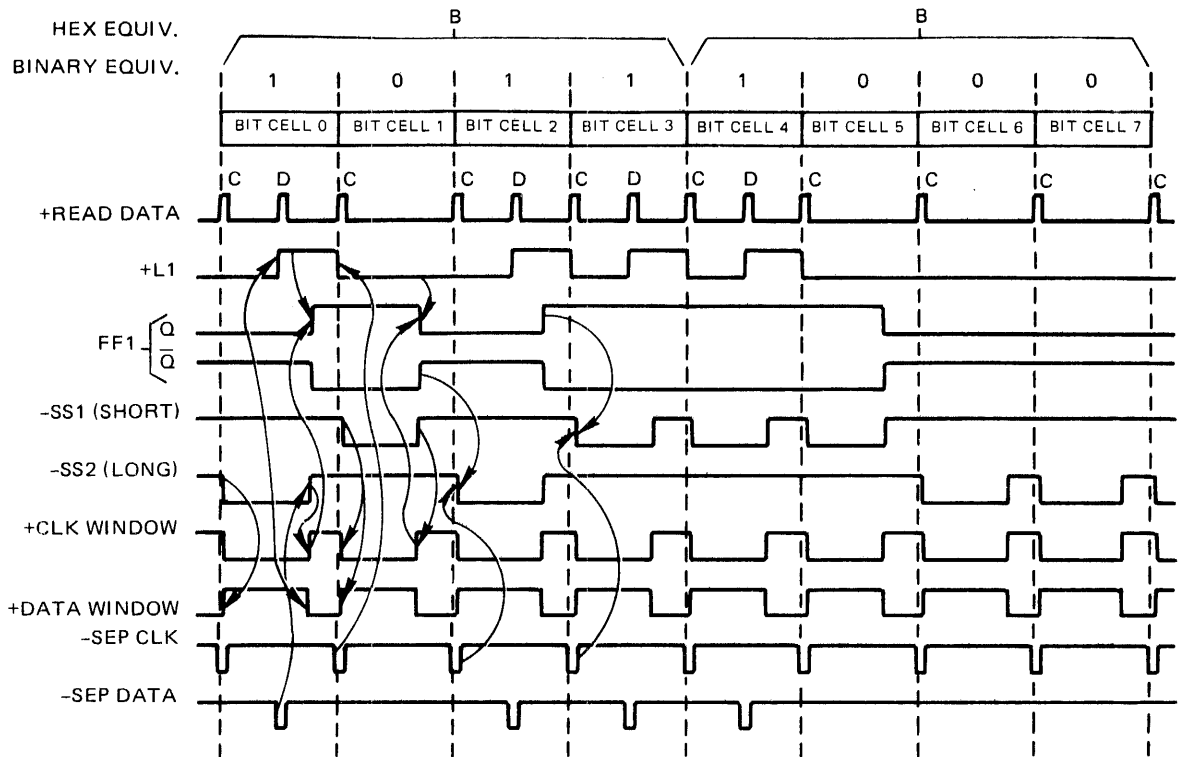 HEX EQUIV. B B
BINARY EQUIV. 1 0 1 1 1 0 0 0
BIT CELL 0 BIT CELL 1 BIT CELL 2 BIT CELL 3 BIT CELL 4 BIT CELL 5 BIT CELL 6 BIT CELL 7
C D C C D C D C D C C C C
+READ DATA
+L1
FF1 Q
Q̅
–SS1 (SHORT)
–SS2 (LONG)
+CLK WINDOW
+DATA WINDOW
–SEP CLK
–SEP DATA